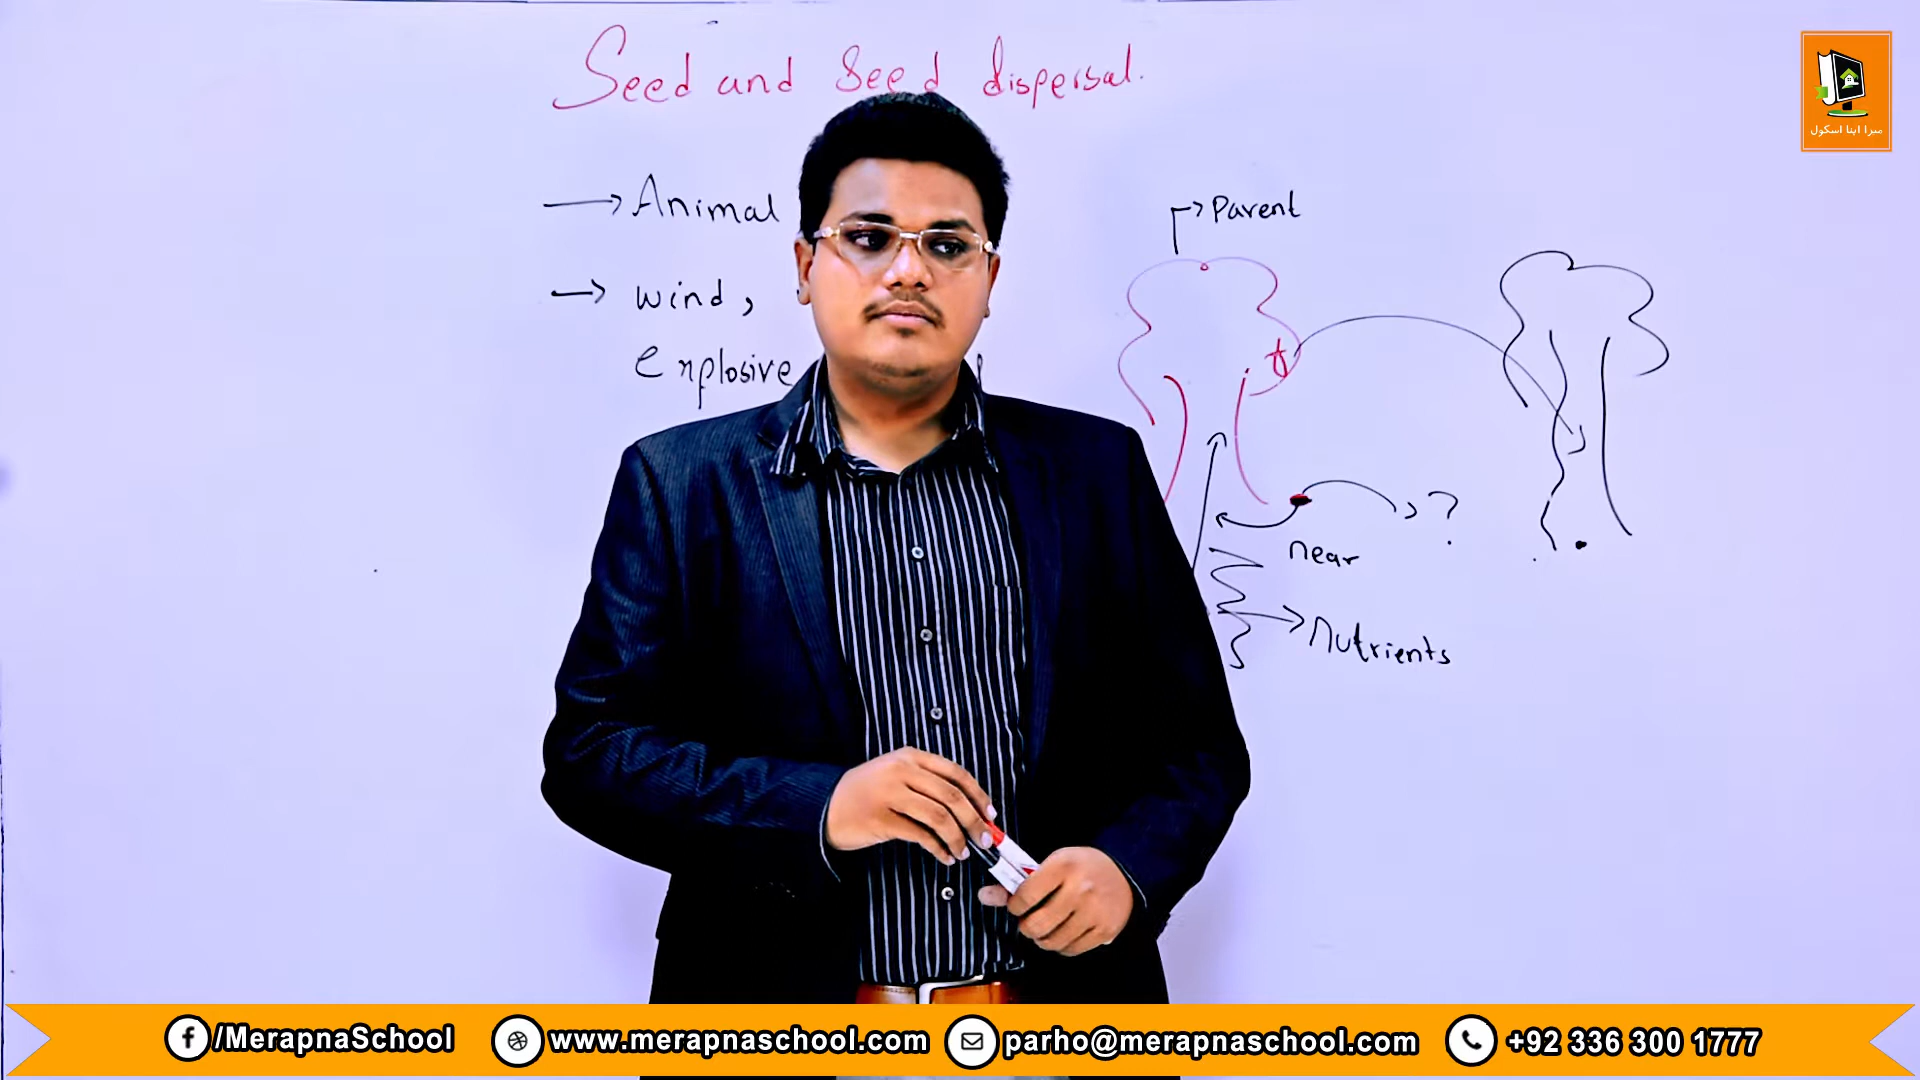 Seed and seed dispersal.
میرا اپنا اسکول
Animal
Parent
wind,
explosive
near
?
Nutrients
/MerapnaSchool
www.merapnaschool.com
parho@merapnaschool.com
+92 336 300 1777